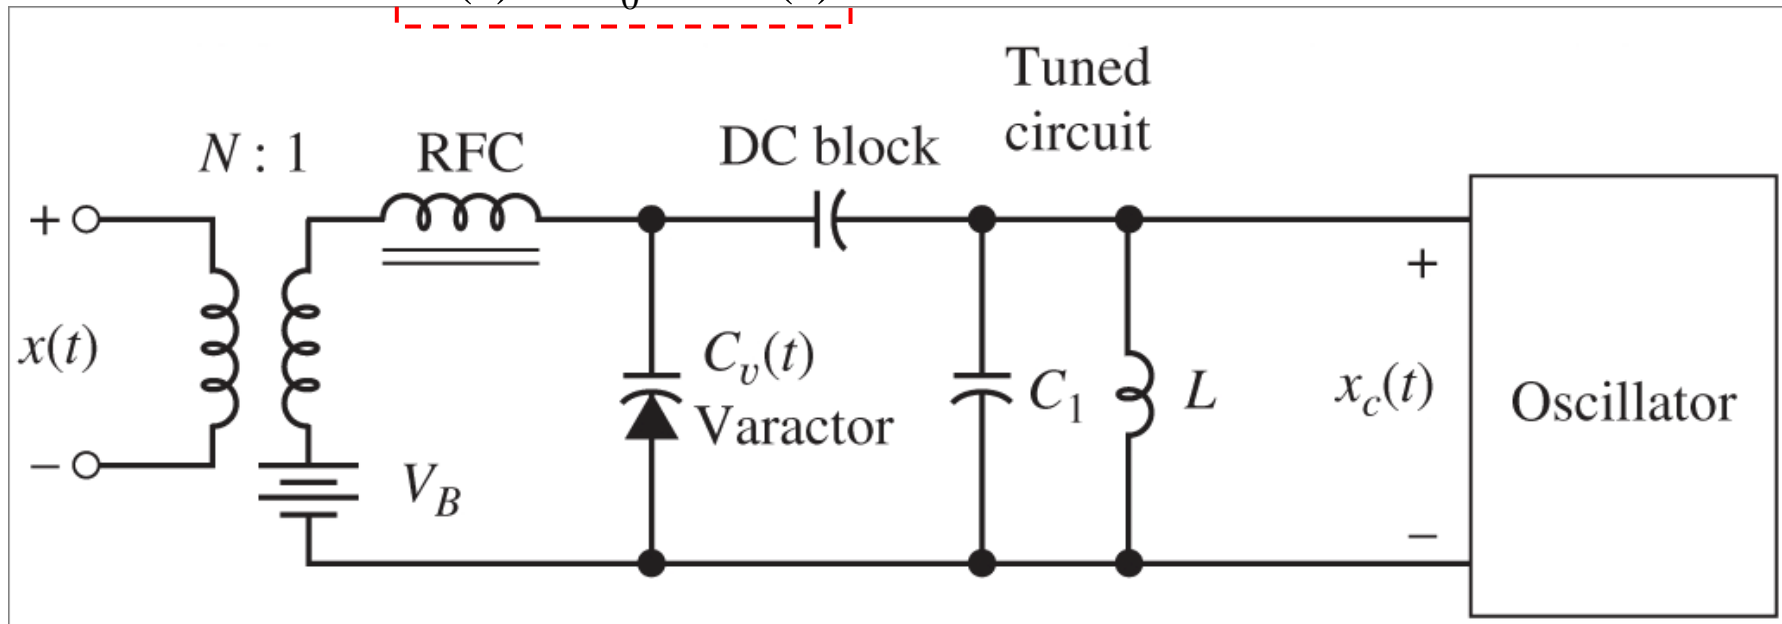 Tuned
circuit
N : 1
RFC
DC block
+
x(t)
−
V_B
C_v(t)
Varactor
C_1
L
+
x_c(t)
−
Oscillator